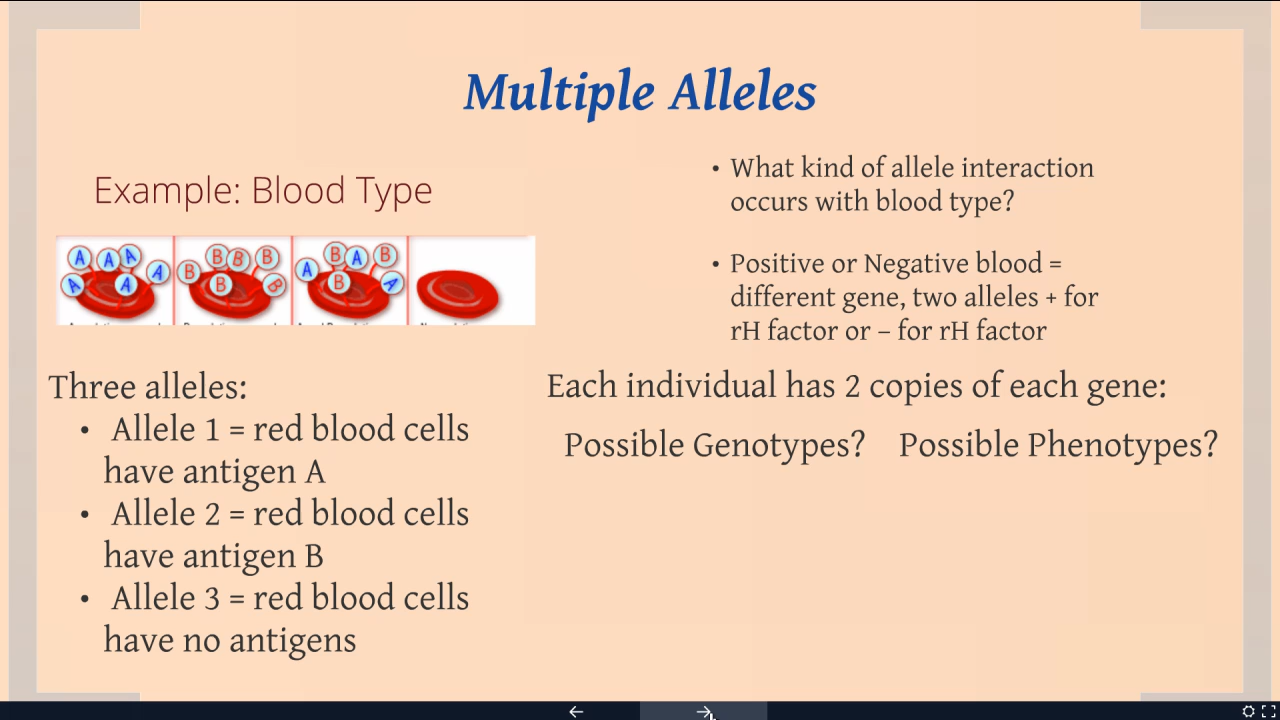 Multiple Alleles
Example: Blood Type
A A A A A A
B B B B B B
A B A B B A
Three alleles:
• Allele 1 = red blood cells
have antigen A
• Allele 2 = red blood cells
have antigen B
• Allele 3 = red blood cells
have no antigens
• What kind of allele interaction
occurs with blood type?
• Positive or Negative blood =
different gene, two alleles + for
rH factor or – for rH factor
Each individual has 2 copies of each gene:
Possible Genotypes? Possible Phenotypes?